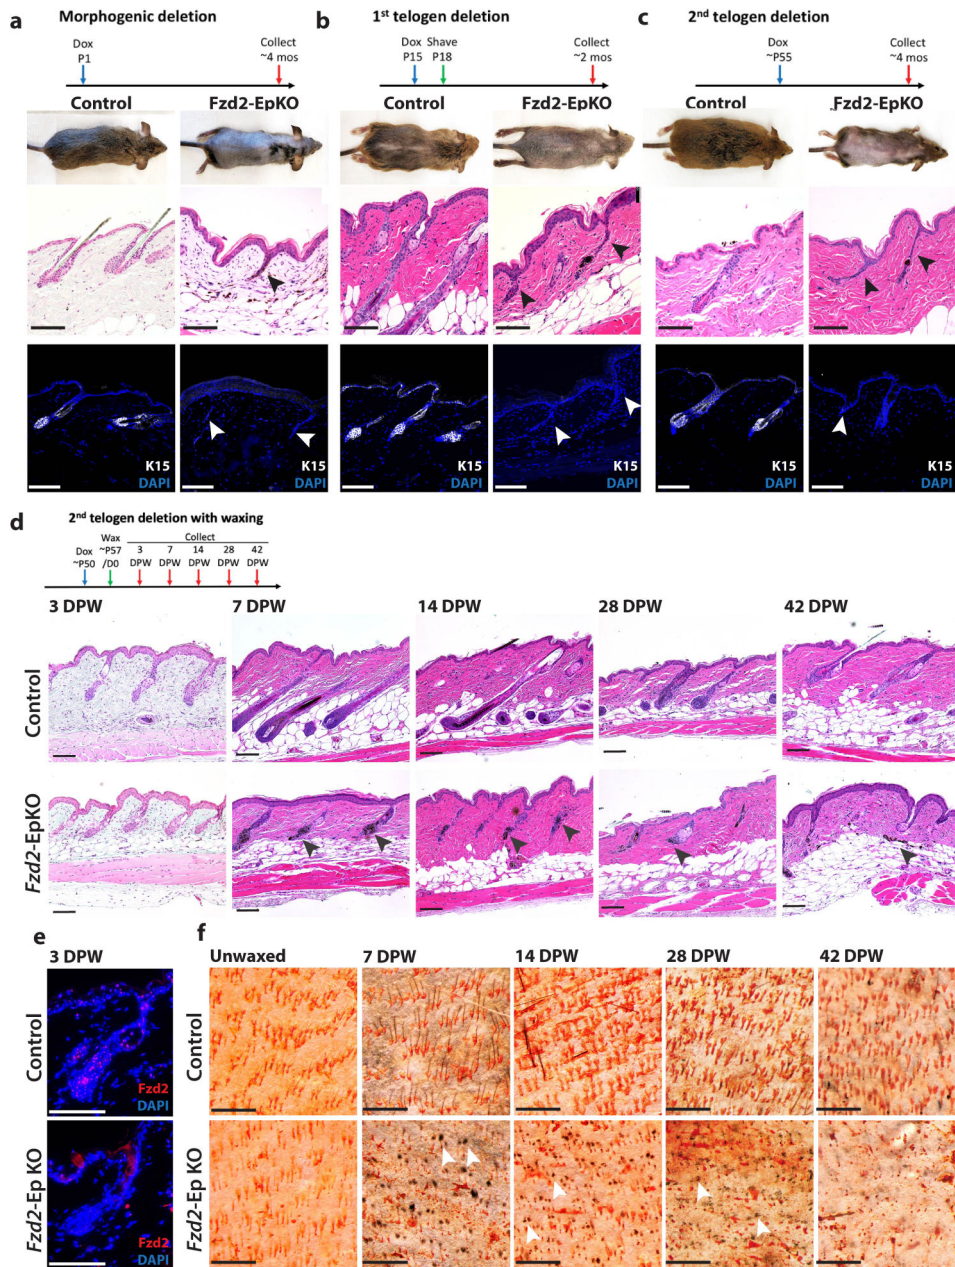 a
Morphogenic deletion
Dox
P1
Collect
~4 mos
Control
Fzd2-EpKO
K15
DAPI
K15
DAPI
b
1st telogen deletion
Dox
P15
Shave
P18
Collect
~2 mos
Control
Fzd2-EpKO
K15
DAPI
K15
DAPI
c
2nd telogen deletion
Dox
~P55
Collect
~4 mos
Control
Fzd2-EpKO
K15
DAPI
K15
DAPI
d
2nd telogen deletion with waxing
Dox
~P50
Wax
~P57
/D0
Collect
3
DPW
7
DPW
14
DPW
28
DPW
42
DPW
3 DPW
7 DPW
14 DPW
28 DPW
42 DPW
Control
Fzd2-EpKO
e
3 DPW
Control
Fzd2
DAPI
Fzd2-Ep KO
Fzd2
DAPI
f
Unwaxed
7 DPW
14 DPW
28 DPW
42 DPW
Control
Fzd2-Ep KO